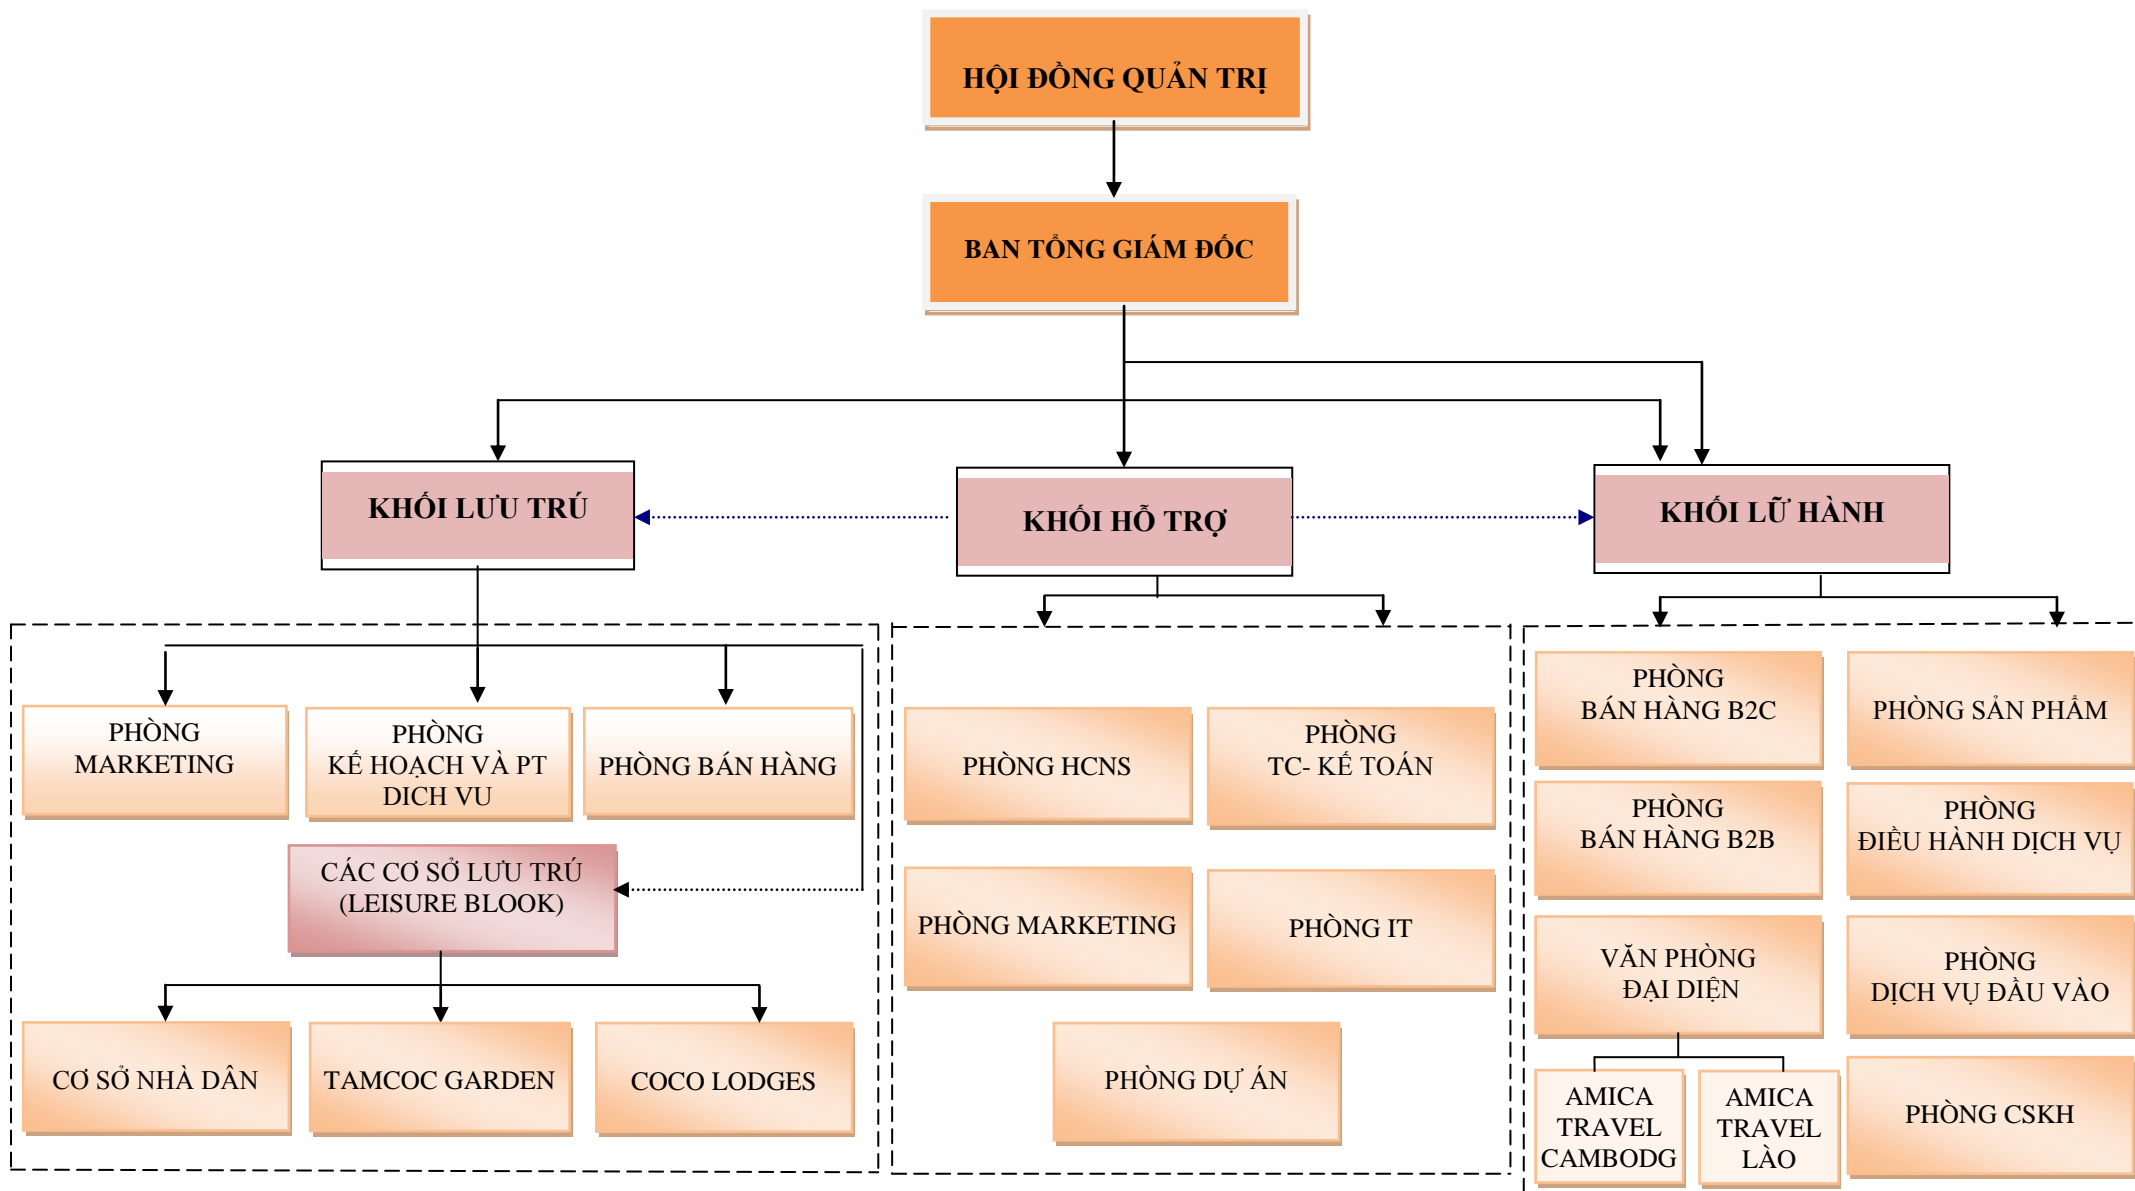 HỘI ĐỒNG QUẢN TRỊ
BAN TỔNG GIÁM ĐỐC
KHỐI LƯU TRÚ
KHỐI HỖ TRỢ
KHỐI LỮ HÀNH
PHÒNG
MARKETING
PHÒNG
KẾ HOẠCH VÀ PT
DICH VU
PHÒNG BÁN HÀNG
CÁC CƠ SỞ LƯU TRÚ
(LEISURE BLOOK)
CƠ SỞ NHÀ DÂN
TAMCOC GARDEN
COCO LODGES
PHÒNG HCNS
PHÒNG
TC- KẾ TOÁN
PHÒNG MARKETING
PHÒNG IT
PHÒNG DỰ ÁN
PHÒNG
BÁN HÀNG B2C
PHÒNG SẢN PHẨM
PHÒNG
BÁN HÀNG B2B
PHÒNG
ĐIỀU HÀNH DỊCH VỤ
VĂN PHÒNG
ĐẠI DIỆN
PHÒNG
DỊCH VỤ ĐẦU VÀO
AMICA
TRAVEL
CAMBODG
AMICA
TRAVEL
LÀO
PHÒNG CSKH